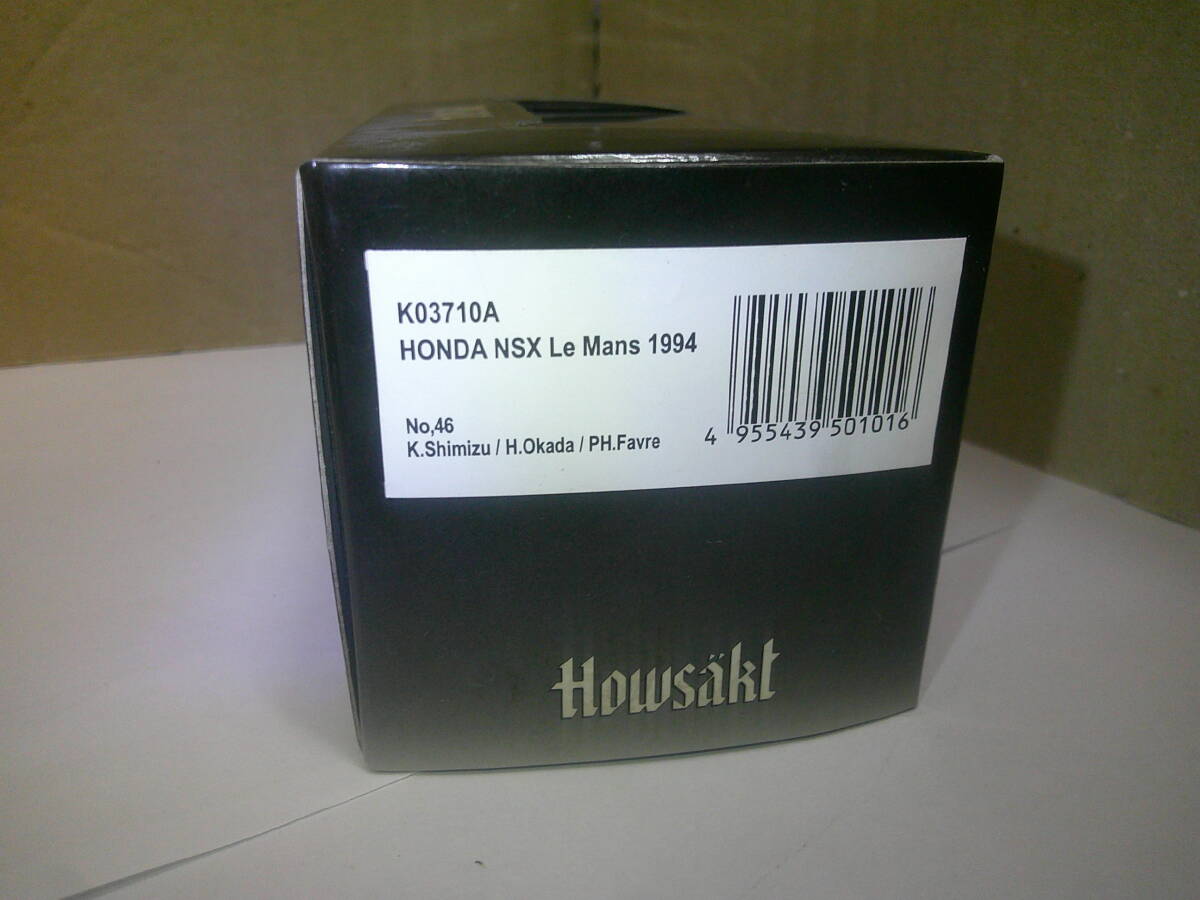 K03710A
HONDA NSX Le Mans 1994
No,46
K.Shimizu / H.Okada / PH.Favre
4 955439 501016
Howsäkt